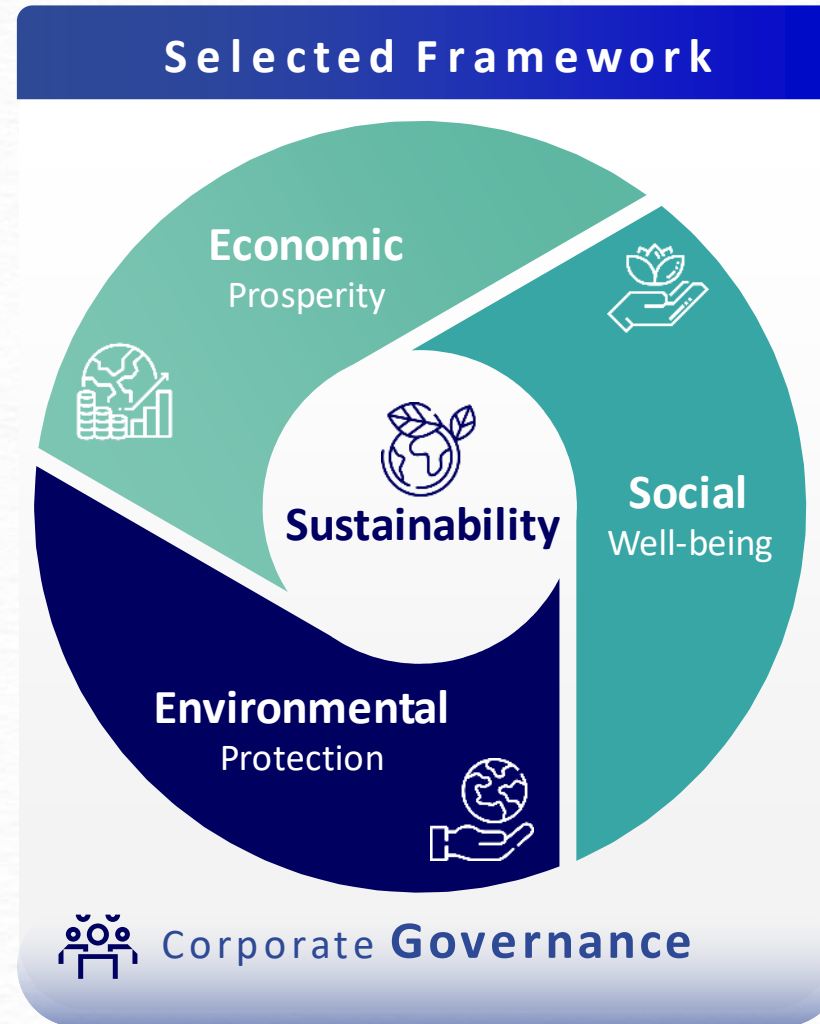 Selected Framework
Economic
Prosperity
Social
Well-being
Sustainability
Environmental
Protection
Corporate Governance